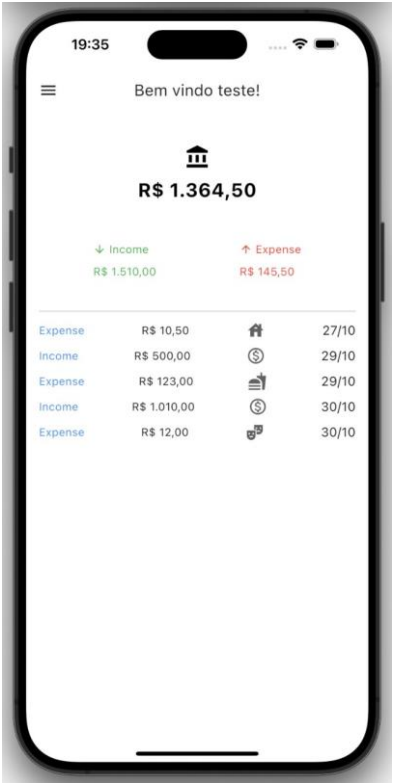 19:35
Bem vindo teste!
R$ 1.364,50
Income Expense
R$ 1.510,00 R$ 145,50
Expense R$ 10,50 27/10
Income R$ 500,00 29/10
Expense R$ 123,00 29/10
Income R$ 1.010,00 30/10
Expense R$ 12,00 30/10